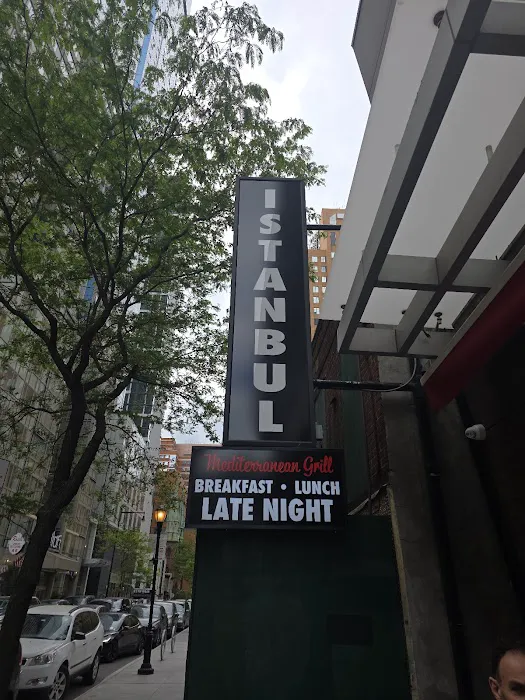 ISTANBUL
Mediterranean Grill
BREAKFAST • LUNCH
LATE NIGHT